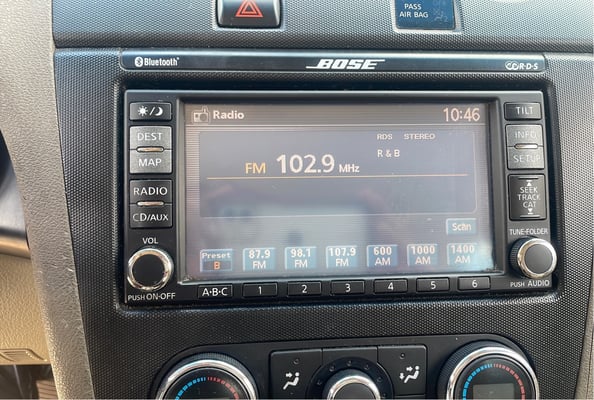 PASS
AIR BAG
Bluetooth
BOSE
R·D·S
Radio
10:46
TILT
DEST
MAP
RDS STEREO
R & B
INFO
SETUP
FM 102.9 MHz
RADIO
CD/AUX
SEEK
TRACK
CAT
Scan
VOL
TUNE·FOLDER
Preset
B
87.9
FM
98.1
FM
107.9
FM
600
AM
1000
AM
1400
AM
PUSH ON·OFF
A·B·C 1 2 3 4 5 6
PUSH AUDIO